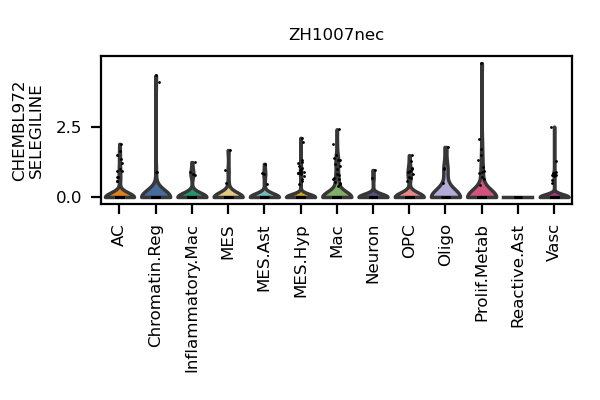 ZH1007nec
CHEMBL972
SELEGILINE
2.5
0.0
AC
Chromatin.Reg
Inflammatory.Mac
MES
MES.Ast
MES.Hyp
Mac
Neuron
OPC
Oligo
Prolif.Metab
Reactive.Ast
Vasc